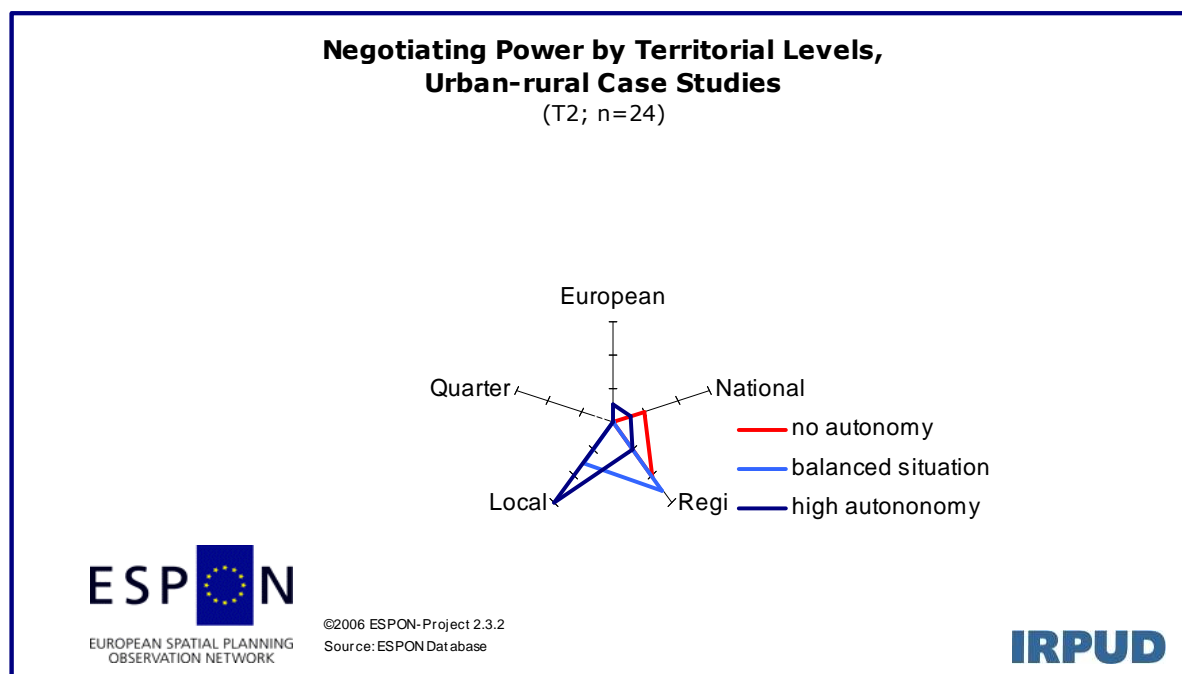 Negotiating Power by Territorial Levels,
Urban-rural Case Studies
(T2; n=24)
European
Quarter
National
no autonomy
balanced situation
Local
Regi
high autononomy
ESPON
EUROPEAN SPATIAL PLANNING
OBSERVATION NETWORK
©2006 ESPON-Project 2.3.2
Source: ESPON Database
IRPUD